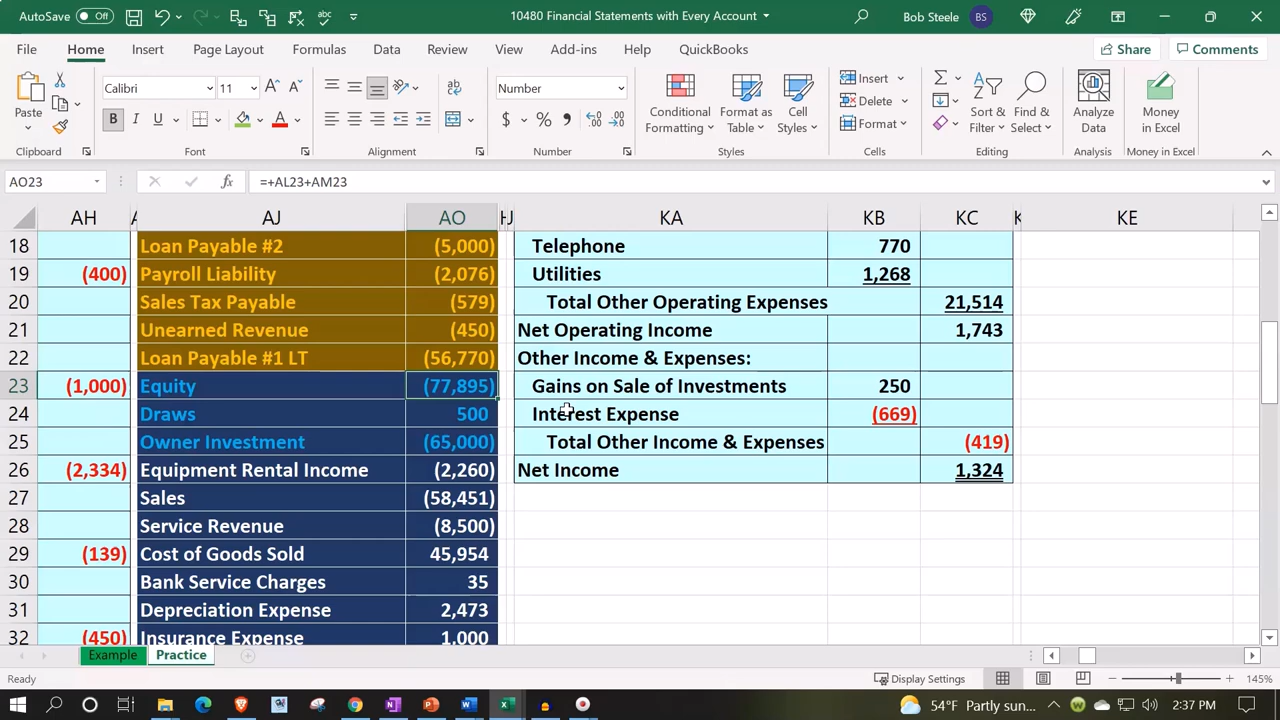 AutoSave Off 10480 Financial Statements with Every Account Bob Steele BS
File Home Insert Page Layout Formulas Data Review View Add-ins Help QuickBooks Share Comments
Paste Calibri 11 Number Conditional Formatting Format as Table Cell Styles Insert Delete Format Sort & Filter Find & Select Analyze Data Money in Excel
Clipboard Font Alignment Number Styles Cells Editing Analysis Money in Excel
AO23 =+AL23+AM23
AH AJ AO KA KB KC KE
18 Loan Payable #2 (5,000) Telephone 770
19 (400) Payroll Liability (2,076) Utilities 1,268
20 Sales Tax Payable (579) Total Other Operating Expenses 21,514
21 Unearned Revenue (450) Net Operating Income 1,743
22 Loan Payable #1 LT (56,770) Other Income & Expenses:
23 (1,000) Equity (77,895) Gains on Sale of Investments 250
24 Draws 500 Interest Expense (669)
25 Owner Investment (65,000) Total Other Income & Expenses (419)
26 (2,334) Equipment Rental Income (2,260) Net Income 1,324
27 Sales (58,451)
28 Service Revenue (8,500)
29 (139) Cost of Goods Sold 45,954
30 Bank Service Charges 35
31 Depreciation Expense 2,473
32 (450) Insurance Expense 1,000
Example Practice
Ready Display Settings 145%
54°F Partly sun... 2:37 PM